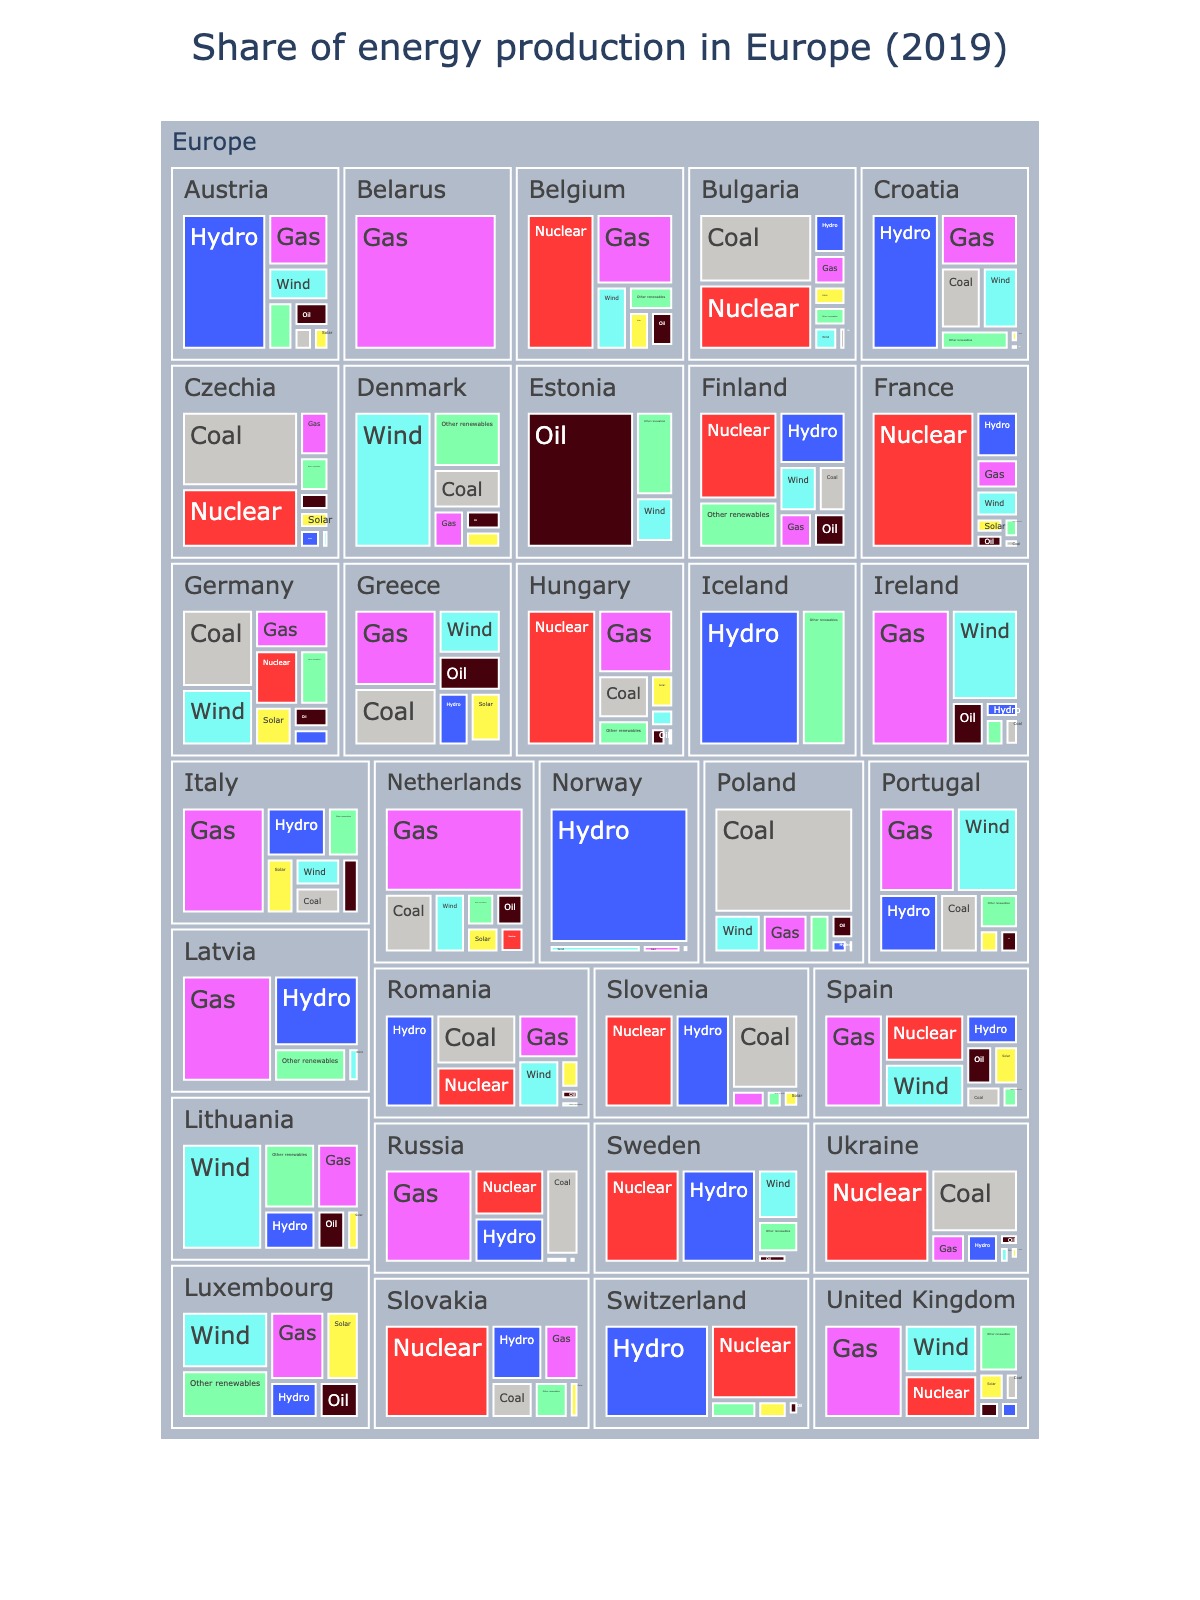 Share of energy production in Europe (2019)
Europe
Austria
Hydro
Gas
Wind
Oil
Solar
Belarus
Gas
Belgium
Nuclear
Gas
Wind
Other renewables
Oil
Bulgaria
Coal
Nuclear
Hydro
Gas
Croatia
Hydro
Gas
Coal
Wind
Other renewables
Czechia
Coal
Nuclear
Gas
Solar
Denmark
Wind
Other renewables
Coal
Gas
Estonia
Oil
Other renewables
Wind
Finland
Nuclear
Other renewables
Hydro
Wind
Coal
Gas
Oil
France
Nuclear
Hydro
Gas
Wind
Solar
Oil
Coal
Germany
Coal
Wind
Gas
Nuclear
Solar
Oil
Greece
Gas
Coal
Wind
Oil
Hydro
Solar
Hungary
Nuclear
Gas
Coal
Other renewables
Oil
Iceland
Hydro
Other renewables
Ireland
Gas
Wind
Oil
Hydro
Coal
Italy
Gas
Hydro
Solar
Wind
Coal
Netherlands
Gas
Coal
Wind
Solar
Oil
Norway
Hydro
Poland
Coal
Wind
Gas
Oil
Portugal
Gas
Wind
Hydro
Coal
Other renewables
Latvia
Gas
Hydro
Other renewables
Romania
Hydro
Coal
Nuclear
Gas
Wind
Oil
Slovenia
Nuclear
Hydro
Coal
Solar
Spain
Gas
Nuclear
Wind
Hydro
Oil
Solar
Coal
Lithuania
Wind
Other renewables
Gas
Hydro
Oil
Russia
Gas
Nuclear
Hydro
Coal
Sweden
Nuclear
Hydro
Wind
Other renewables
Oil
Ukraine
Nuclear
Coal
Gas
Hydro
Oil
Luxembourg
Wind
Other renewables
Gas
Solar
Hydro
Oil
Slovakia
Nuclear
Hydro
Gas
Coal
Switzerland
Hydro
Nuclear
United Kingdom
Gas
Wind
Nuclear
Other renewables
Solar
Coal